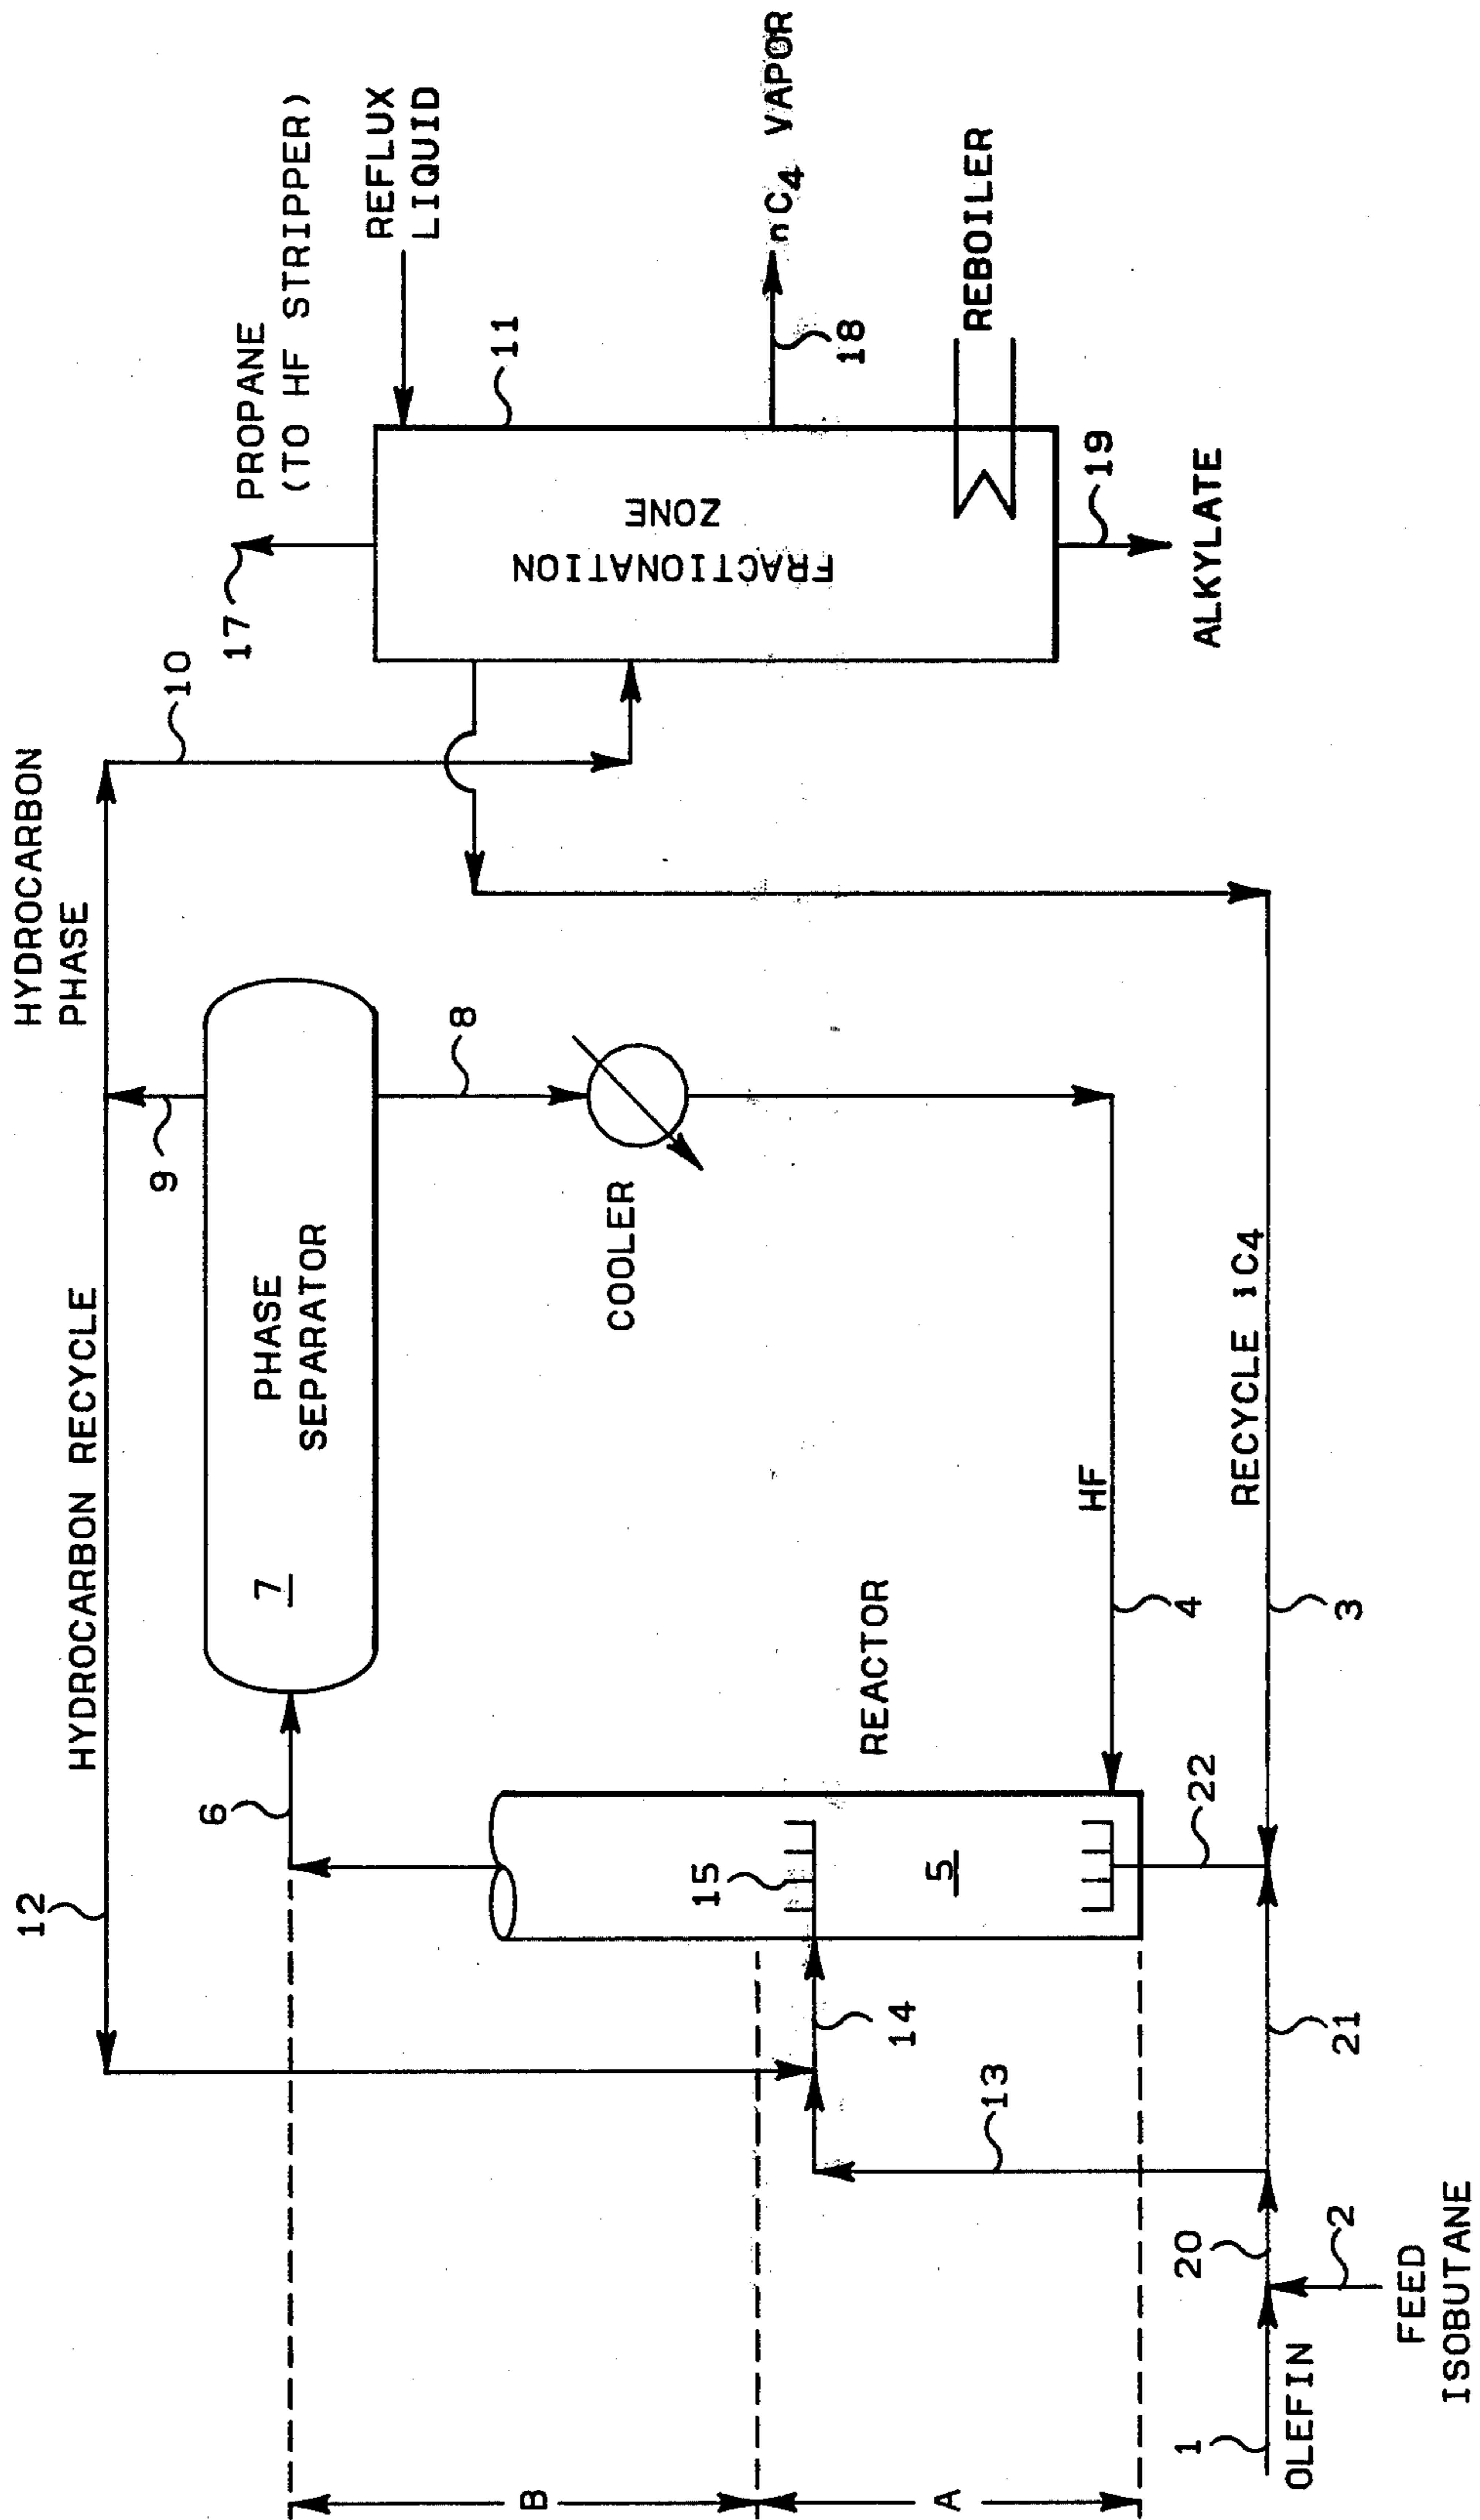 12
HYDROCARBON RECYCLE
HYDROCARBON
PHASE
9
10
6
7
PHASE
SEPARATOR
8
COOLER
17
PROPANE
(TO HF STRIPPER)
REFLUX
LIQUID
11
FRACTIONATION
ZONE
nC4 VAPOR
18
REBOILER
19
ALKYLATE
B
A
15
5
REACTOR
14
13
HF
4
22
RECYCLE iC4
3
21
20
1
OLEFIN
2
FEED
ISOBUTANE